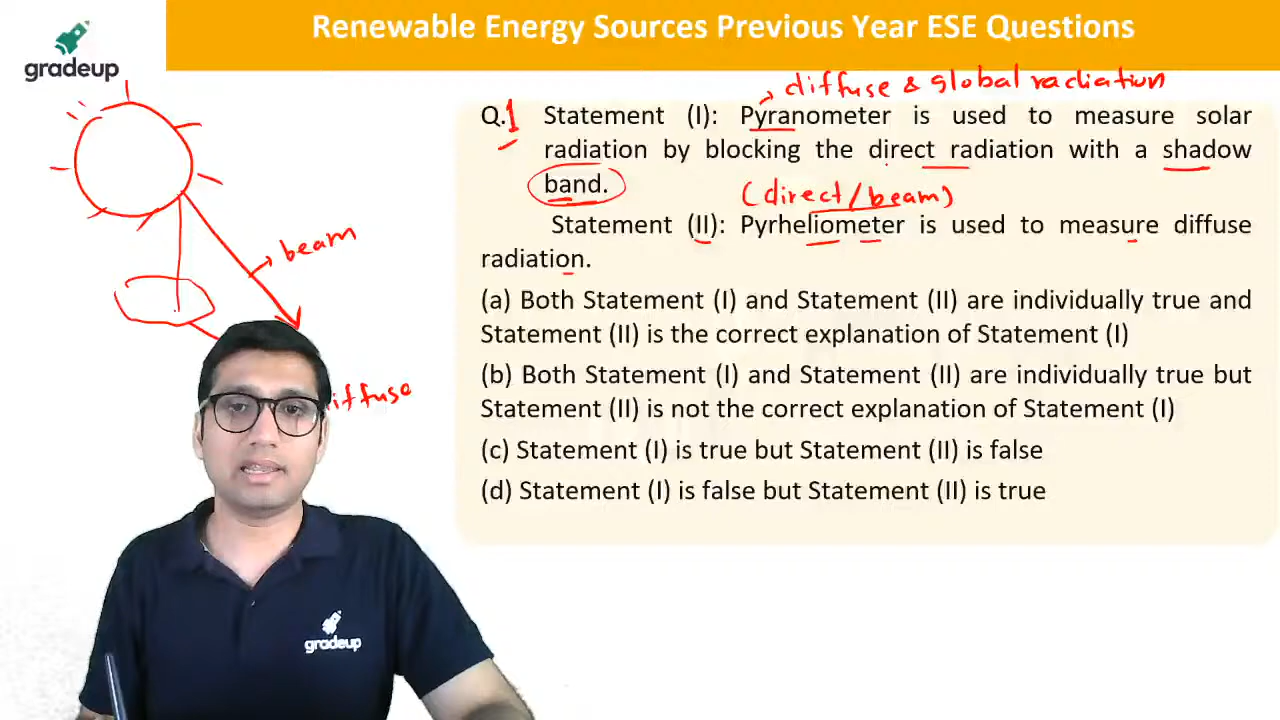 Renewable Energy Sources Previous Year ESE Questions
gradeup
diffuse & global radiation
Q.1 Statement (I): Pyranometer is used to measure solar
radiation by blocking the direct radiation with a shadow
band.
(direct/beam)
Statement (II): Pyrheliometer is used to measure diffuse
radiation.
beam
(a) Both Statement (I) and Statement (II) are individually true and
Statement (II) is the correct explanation of Statement (I)
(b) Both Statement (I) and Statement (II) are individually true but
Statement (II) is not the correct explanation of Statement (I)
iffuse
(c) Statement (I) is true but Statement (II) is false
(d) Statement (I) is false but Statement (II) is true
gradeup